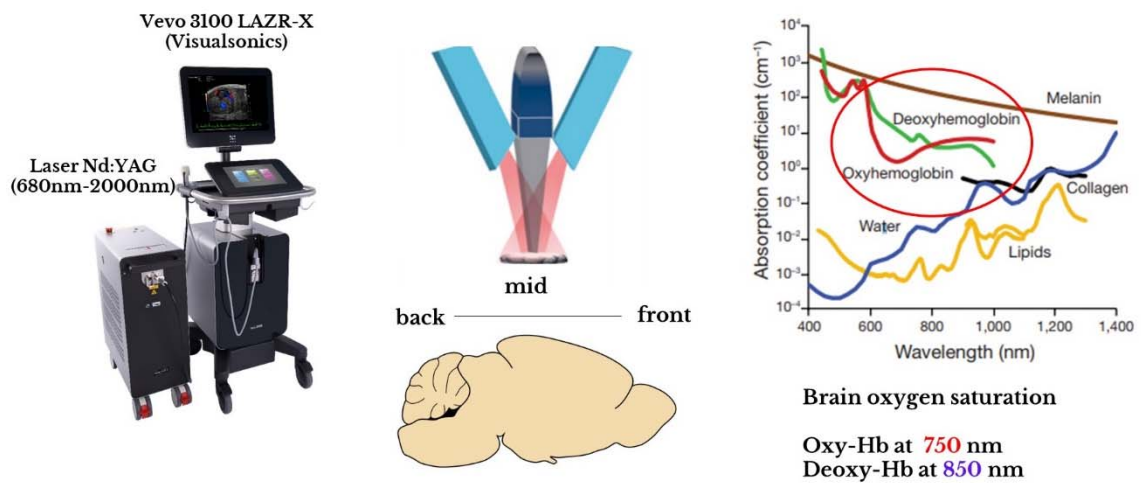 Vevo 3100 LAZR-X
(Visualsonics)
Laser Nd:YAG
(680nm-2000nm)
mid
back
front
Absorption coefficient (cm⁻¹)
10⁴
10³
10²
10¹
10⁰
10⁻¹
10⁻²
10⁻³
10⁻⁴
Melanin
Deoxyhemoglobin
Oxyhemoglobin
Collagen
Water
Lipids
400 600 800 1,000 1,200 1,400
Wavelength (nm)
Brain oxygen saturation
Oxy-Hb at 750 nm
Deoxy-Hb at 850 nm